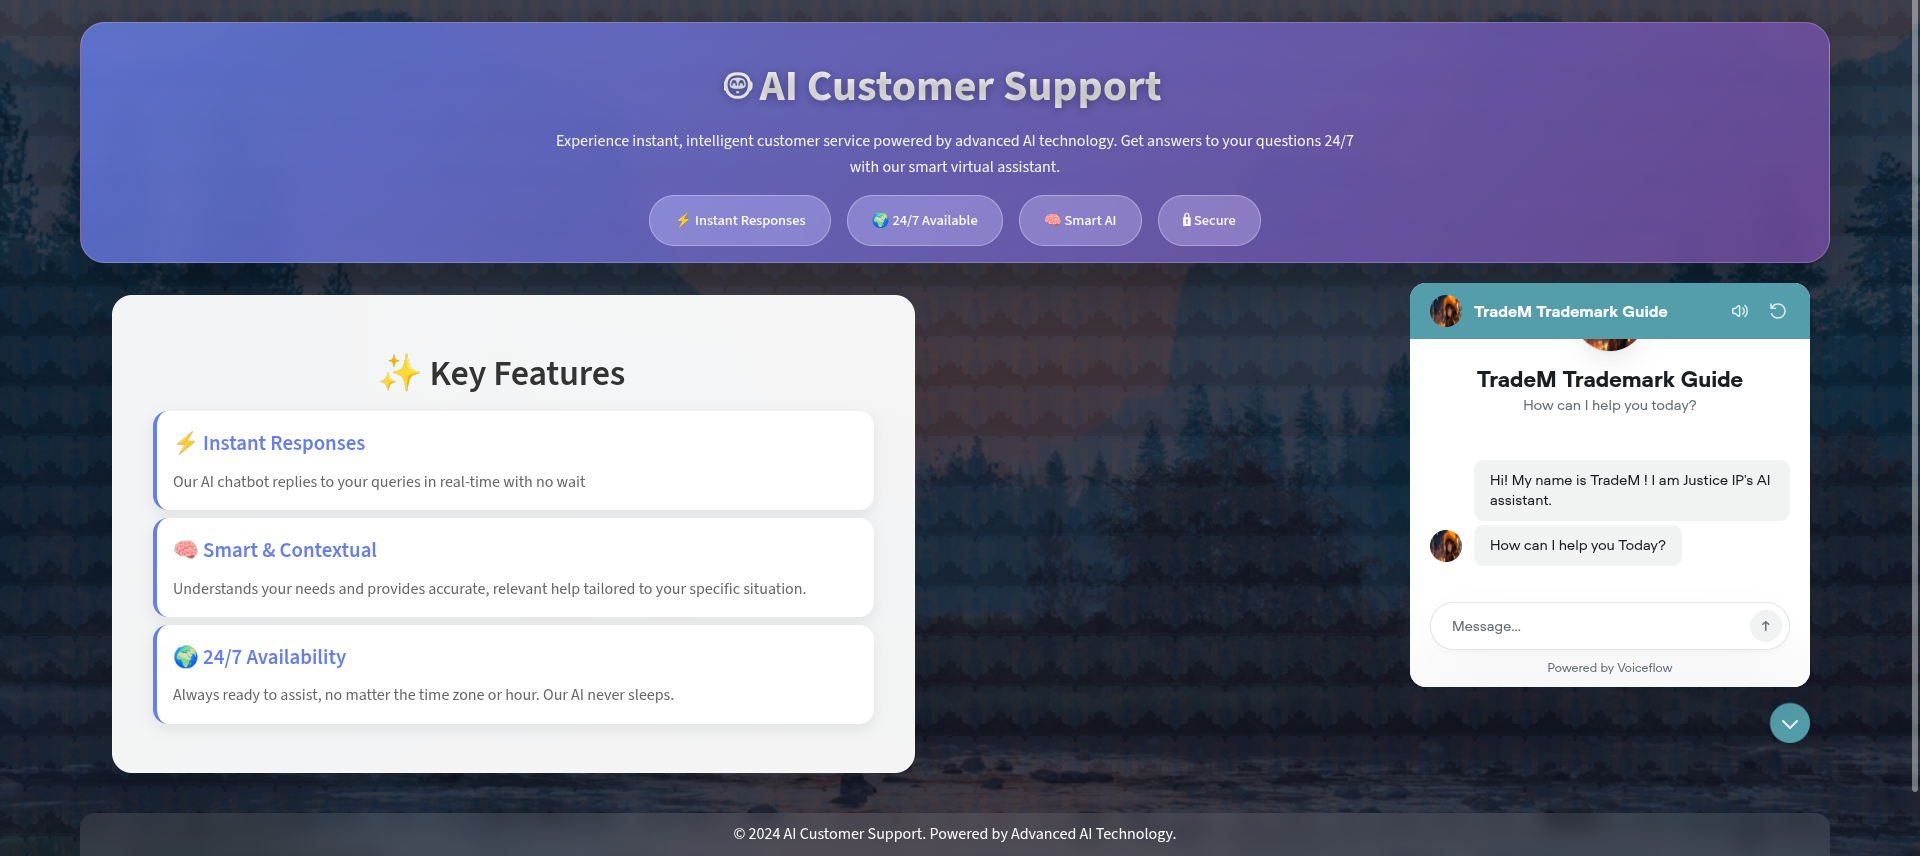 AI Customer Support
Experience instant, intelligent customer service powered by advanced AI technology. Get answers to your questions 24/7
with our smart virtual assistant.
⚡ Instant Responses
🌍 24/7 Available
🧠 Smart AI
🔒 Secure
✨ Key Features
⚡ Instant Responses
Our AI chatbot replies to your queries in real-time with no wait
🧠 Smart & Contextual
Understands your needs and provides accurate, relevant help tailored to your specific situation.
🌍 24/7 Availability
Always ready to assist, no matter the time zone or hour. Our AI never sleeps.
TradeM Trademark Guide
TradeM Trademark Guide
How can I help you today?
Hi! My name is TradeM ! I am Justice IP's AI
assistant.
How can I help you Today?
Message...
Powered by Voiceflow
© 2024 AI Customer Support. Powered by Advanced AI Technology.